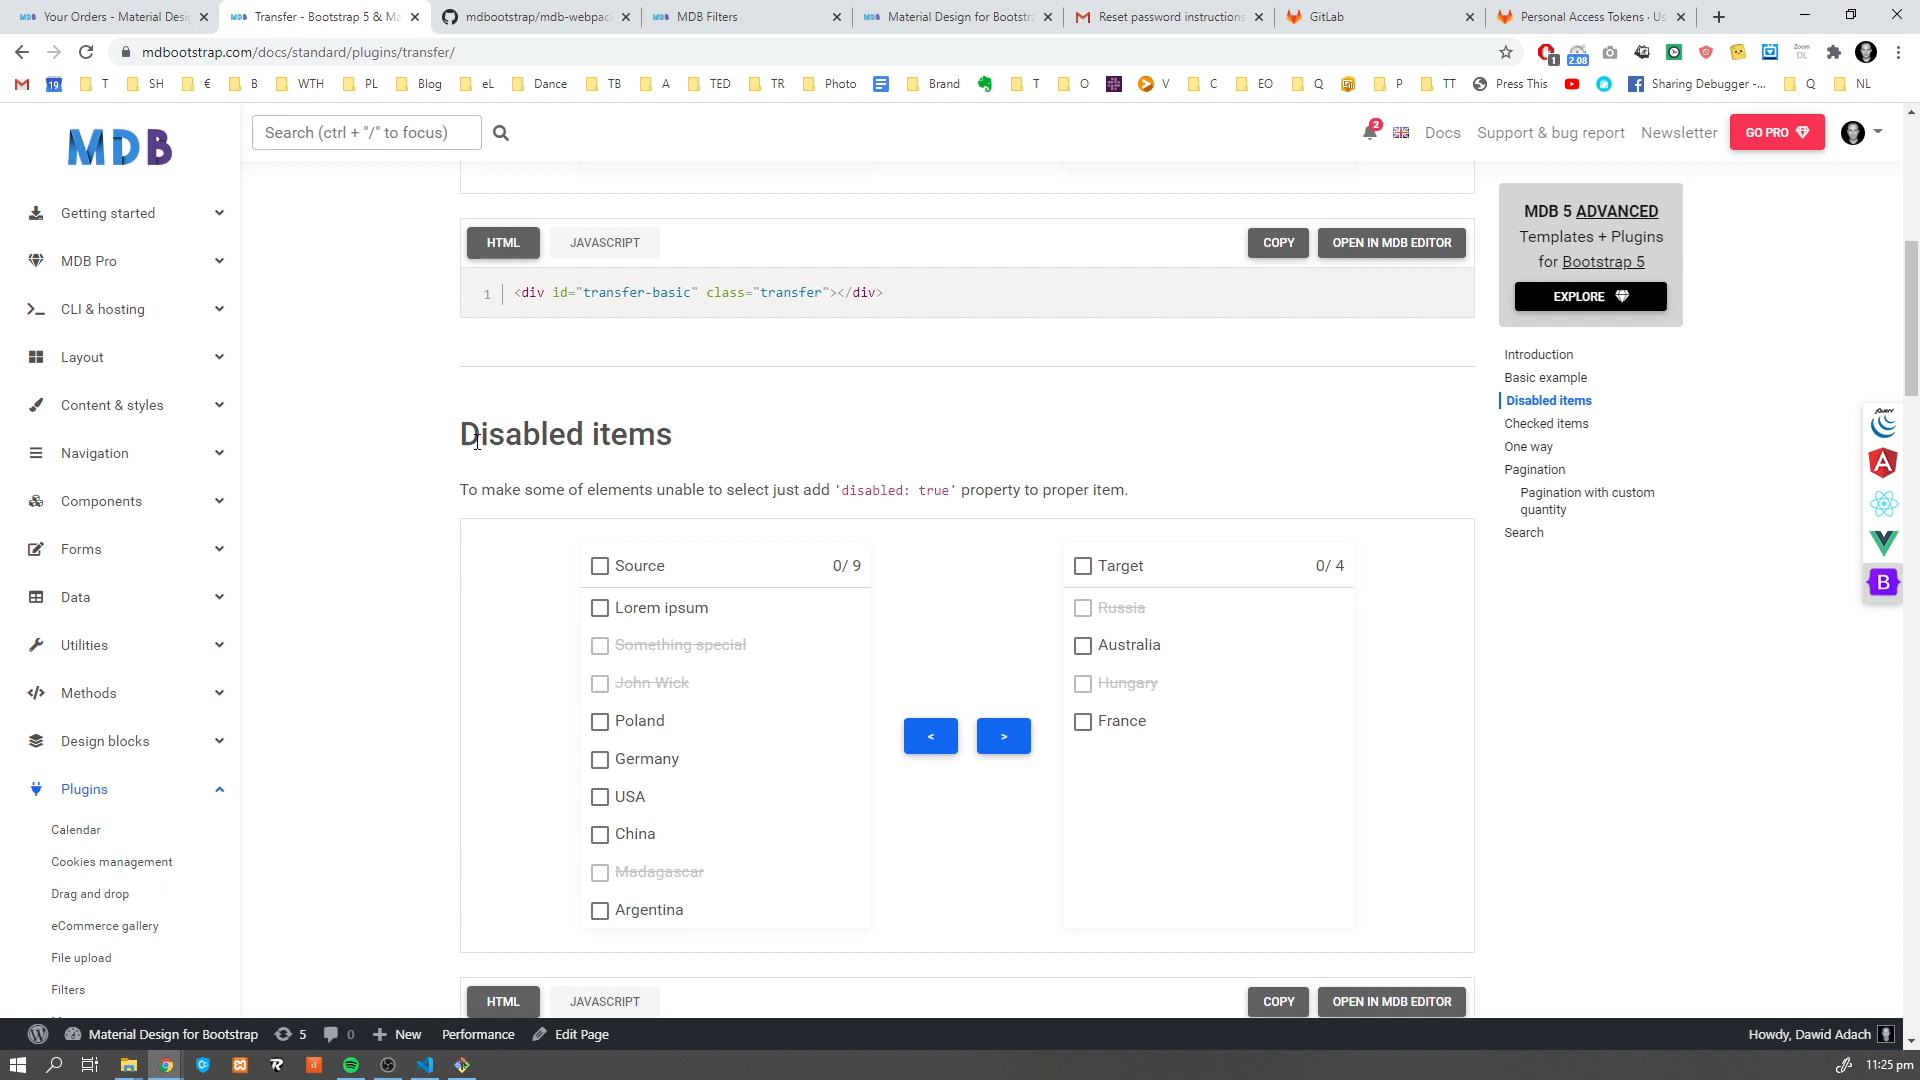 Your Orders - Material Desi
Transfer - Bootstrap 5 & Ma
mdbootstrap/mdb-webpac
MDB Filters
Material Design for Bootstra
Reset password instructions
GitLab
Personal Access Tokens · Us
mdbootstrap.com/docs/standard/plugins/transfer/
1
2.08
Zoom
DL
19
T
SH
€
B
WTH
PL
Blog
eL
Dance
TB
A
TED
TR
Photo
Brand
T
O
V
C
EO
Q
P
TT
Press This
Sharing Debugger -...
Q
NL
MDB
Search (ctrl + "/" to focus)
2
Docs
Support & bug report
Newsletter
GO PRO
Getting started
MDB Pro
CLI & hosting
Layout
Content & styles
Navigation
Components
Forms
Data
Utilities
Methods
Design blocks
Plugins
Calendar
Cookies management
Drag and drop
eCommerce gallery
File upload
Filters
HTML
JAVASCRIPT
COPY
OPEN IN MDB EDITOR
1
<div id="transfer-basic" class="transfer"></div>
Disabled items
To make some of elements unable to select just add 'disabled: true' property to proper item.
Source
0/ 9
Lorem ipsum
Something special
John Wick
Poland
Germany
USA
China
Madagascar
Argentina
<
>
Target
0/ 4
Russia
Australia
Hungary
France
HTML
JAVASCRIPT
COPY
OPEN IN MDB EDITOR
MDB 5 ADVANCED
Templates + Plugins
for Bootstrap 5
EXPLORE
Introduction
Basic example
Disabled items
Checked items
One way
Pagination
Pagination with custom
quantity
Search
jQuery
A
B
Material Design for Bootstrap
5
0
New
Performance
Edit Page
Howdy, Dawid Adach
11:25 pm